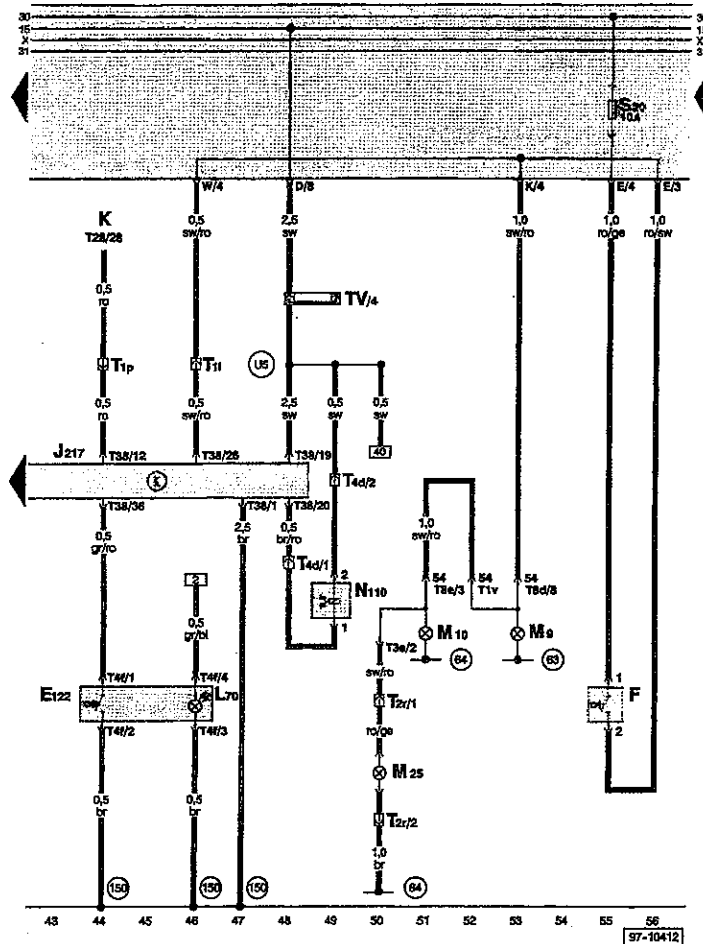 30
15
X
31
30
S20
10A
W/4 D/8 K/4 E/4 E/3
K
T28/28
0,5
sw/ro
2,5
sw
1,0
sw/ro
1,0
ro/ge
1,0
ro/sw
0,5
ro
TV/4
T1p
T1l
U5
0,5
ro
0,5
sw/ro
2,5
sw
0,5
sw
0,5
sw
40
J217 T38/12 T38/26 T38/19
K
T4d/2
T38/36 T38/1 T38/20
0,5
gr/ro
2,5
br
0,5
br/ro
1,0
sw/ro
T4d/1
2
N110
1
2
0,5
gr/bl
54
T8e/3
54
T1v
54
T8d/8
M10 M9
64 63
T3e/2
sw/ro
T2r/1
ro/ge
M25
T2r/2
1,0
br
64
E122 T4f/1 T4f/4 L70
T4f/2 T4f/3
1
F
2
0,5
br
0,5
br
150 150 150
43 44 45 46 47 48 49 50 51 52 53 54 55 56
97-10412